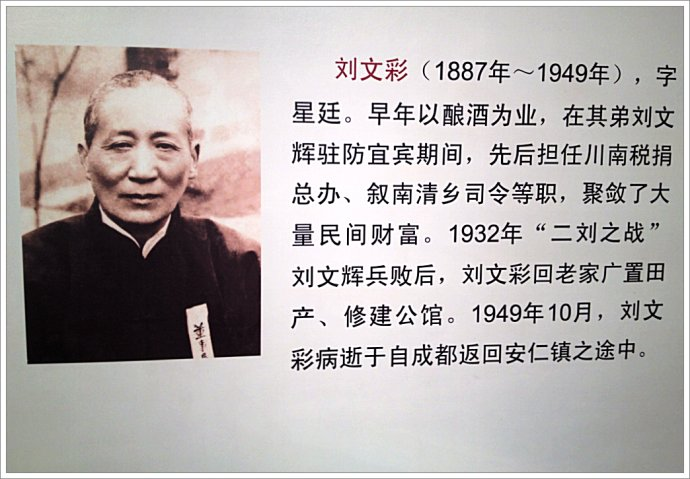 刘文彩（1887年～1949年），字
星廷。早年以酿酒为业，在其弟刘文
辉驻防宜宾期间，先后担任川南税捐
总办、叙南清乡司令等职，聚敛了大
量民间财富。1932年“二刘之战”
刘文辉兵败后，刘文彩回老家广置田
产、修建公馆。1949年10月，刘文
彩病逝于自成都返回安仁镇之途中。
董事